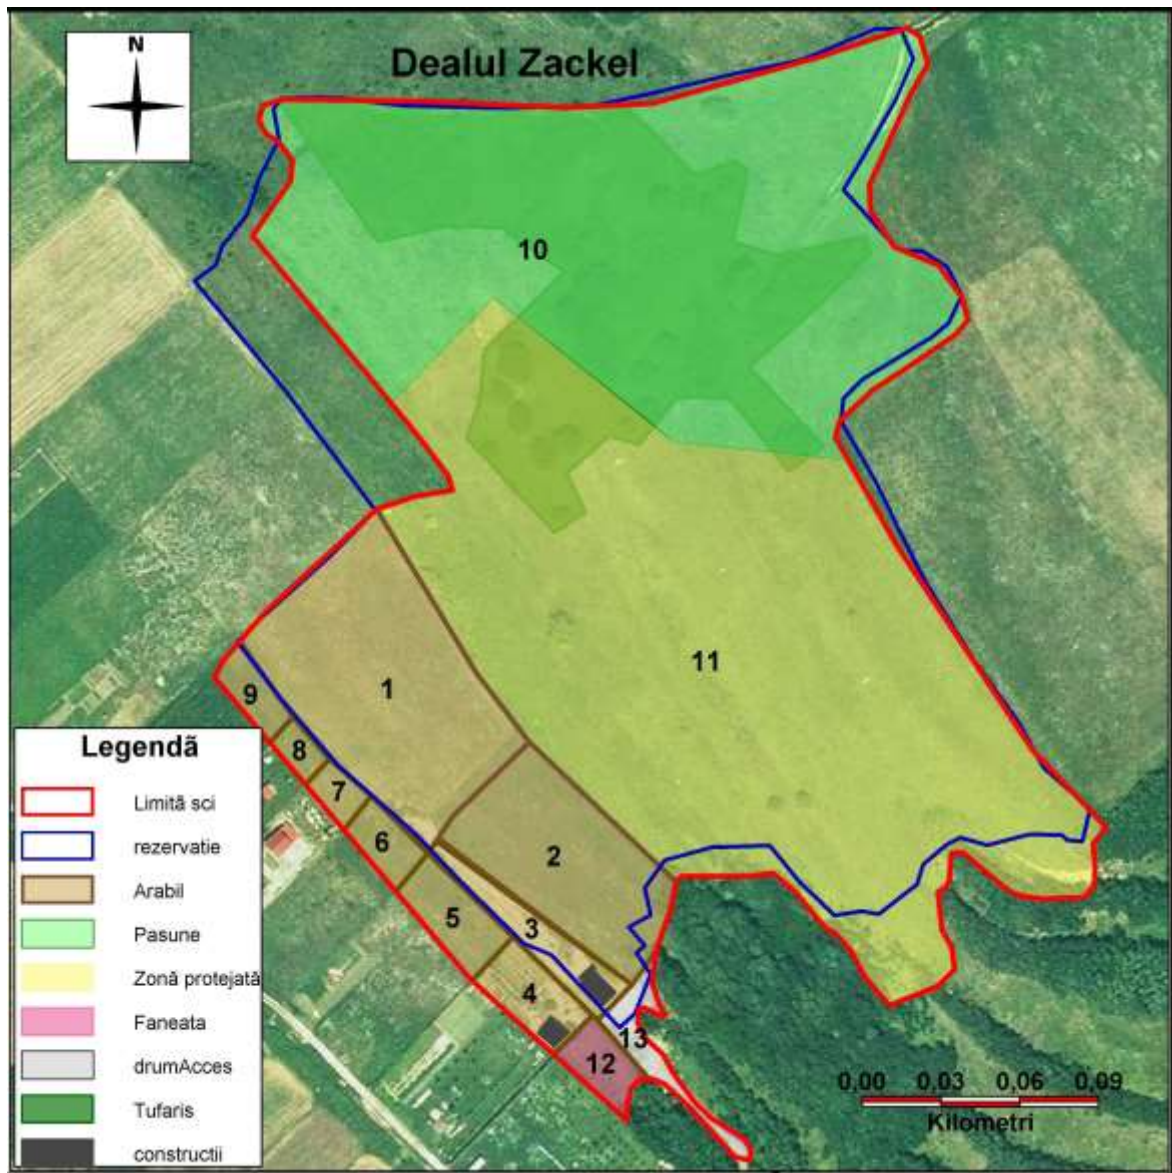 N
Dealul Zackel
10
11
1
9
8
7
6
2
5
3
4
13
12
Legendă
Limită sci
rezervatie
Arabil
Pasune
Zonă protejată
Faneata
drumAcces
Tufaris
constructii
0,00 0,03 0,06 0,09
Kilometri